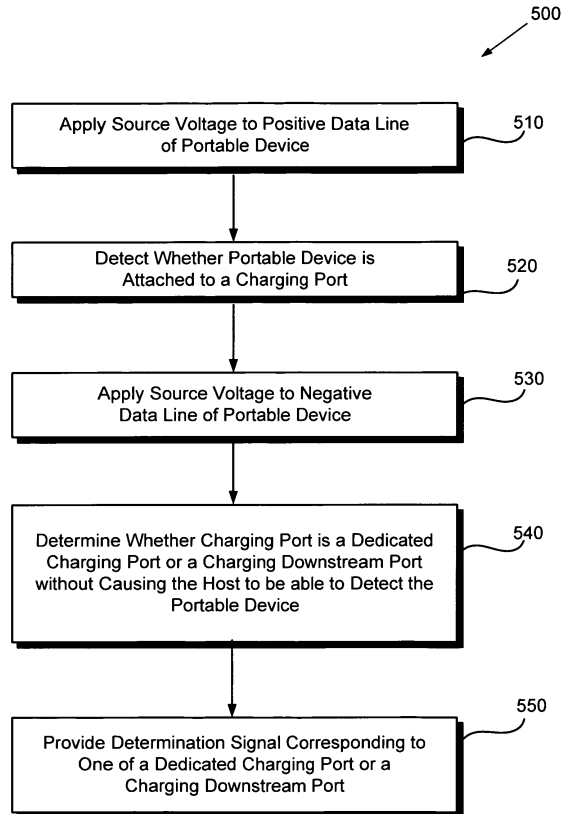 500
Apply Source Voltage to Positive Data Line
of Portable Device
510
Detect Whether Portable Device is
Attached to a Charging Port
520
Apply Source Voltage to Negative
Data Line of Portable Device
530
Determine Whether Charging Port is a Dedicated
Charging Port or a Charging Downstream Port
without Causing the Host to be able to Detect the
Portable Device
540
Provide Determination Signal Corresponding to
One of a Dedicated Charging Port or a
Charging Downstream Port
550